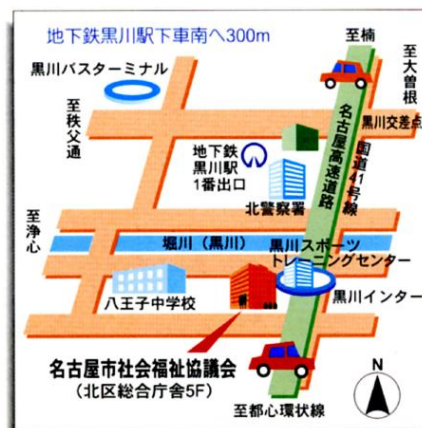 地下鉄黒川駅下車南へ300m
至楠
至大曽根
黒川バスターミナル
至秩父通
名古屋高速道路
国道41号線
黒川交差点
地下鉄
黒川駅
1番出口
北警察署
至浄心
堀川（黒川）
黒川スポーツ
トレーニングセンター
八王子中学校
黒川インター
名古屋市社会福祉協議会
（北区総合庁舎5F）
N
至都心環状線